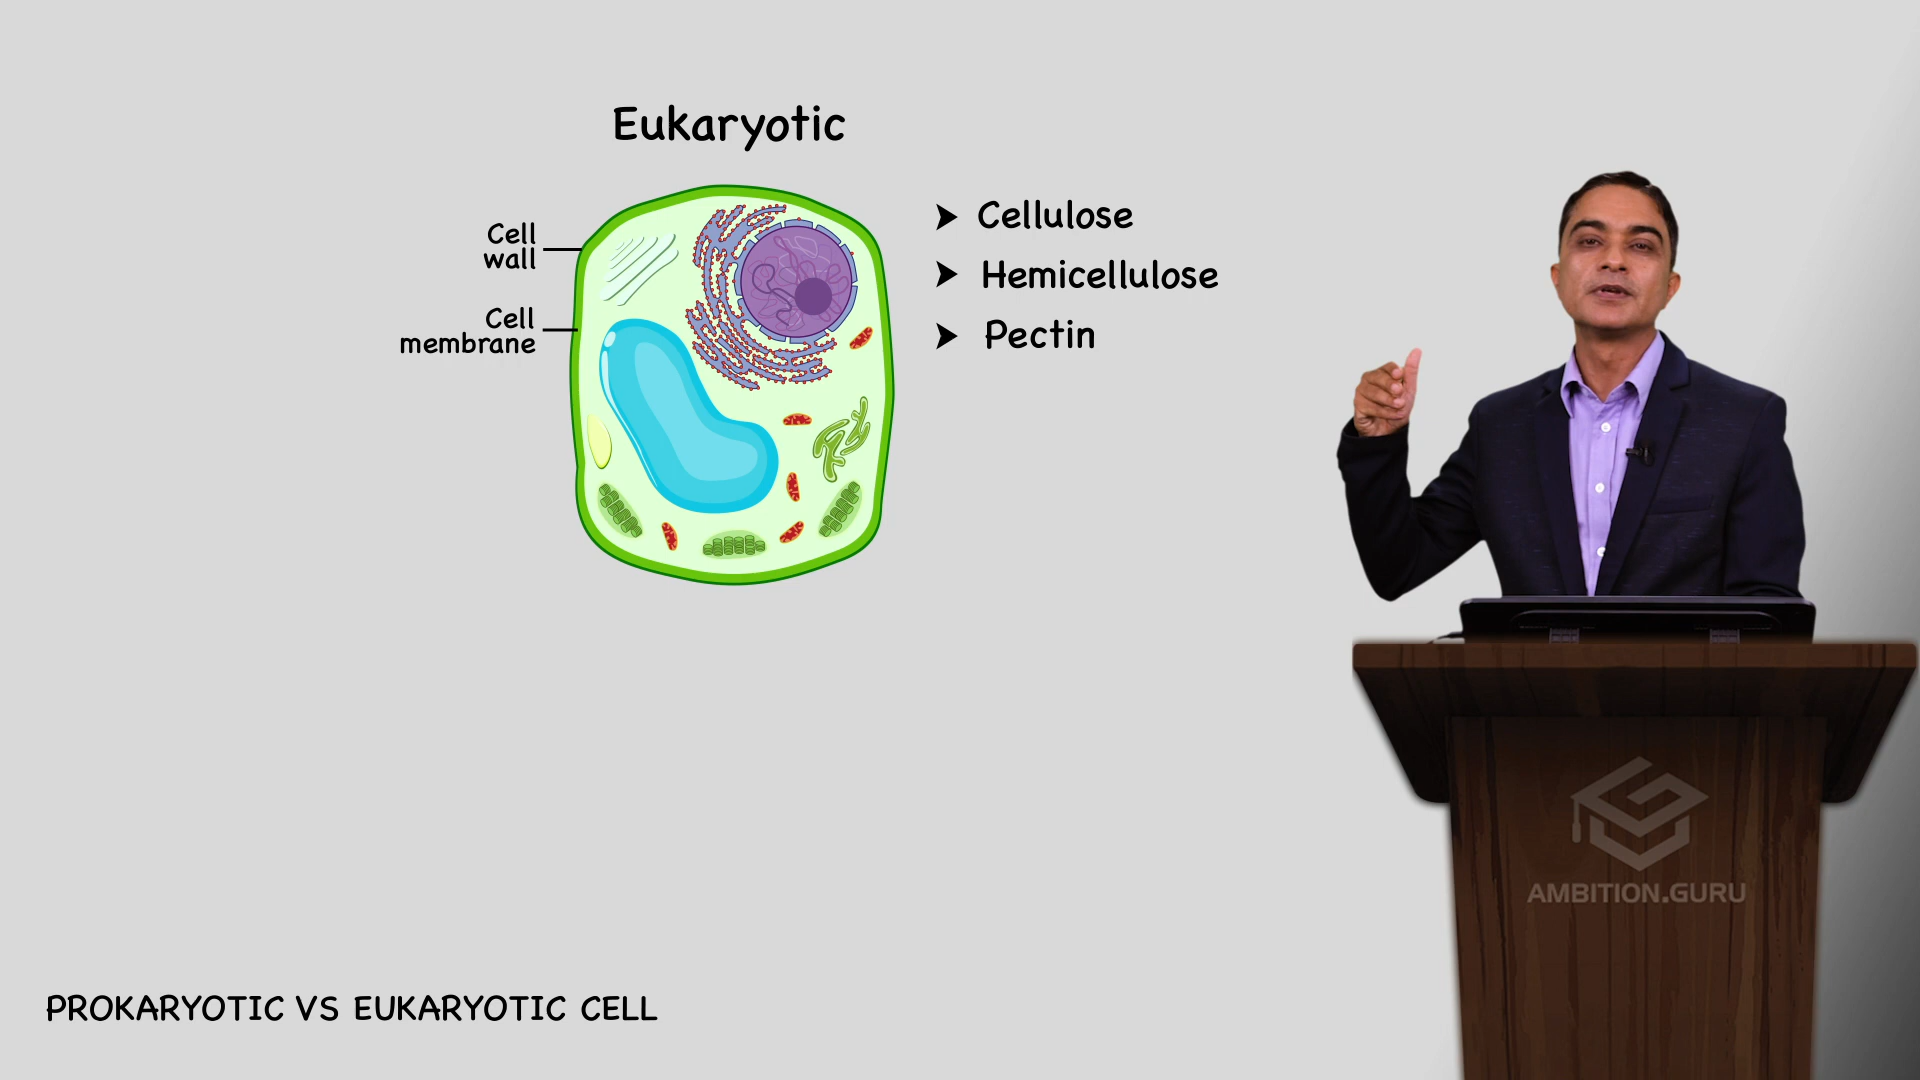 Eukaryotic
Cell
wall
Cell
membrane
Cellulose
Hemicellulose
Pectin
AMBITION.GURU
PROKARYOTIC VS EUKARYOTIC CELL